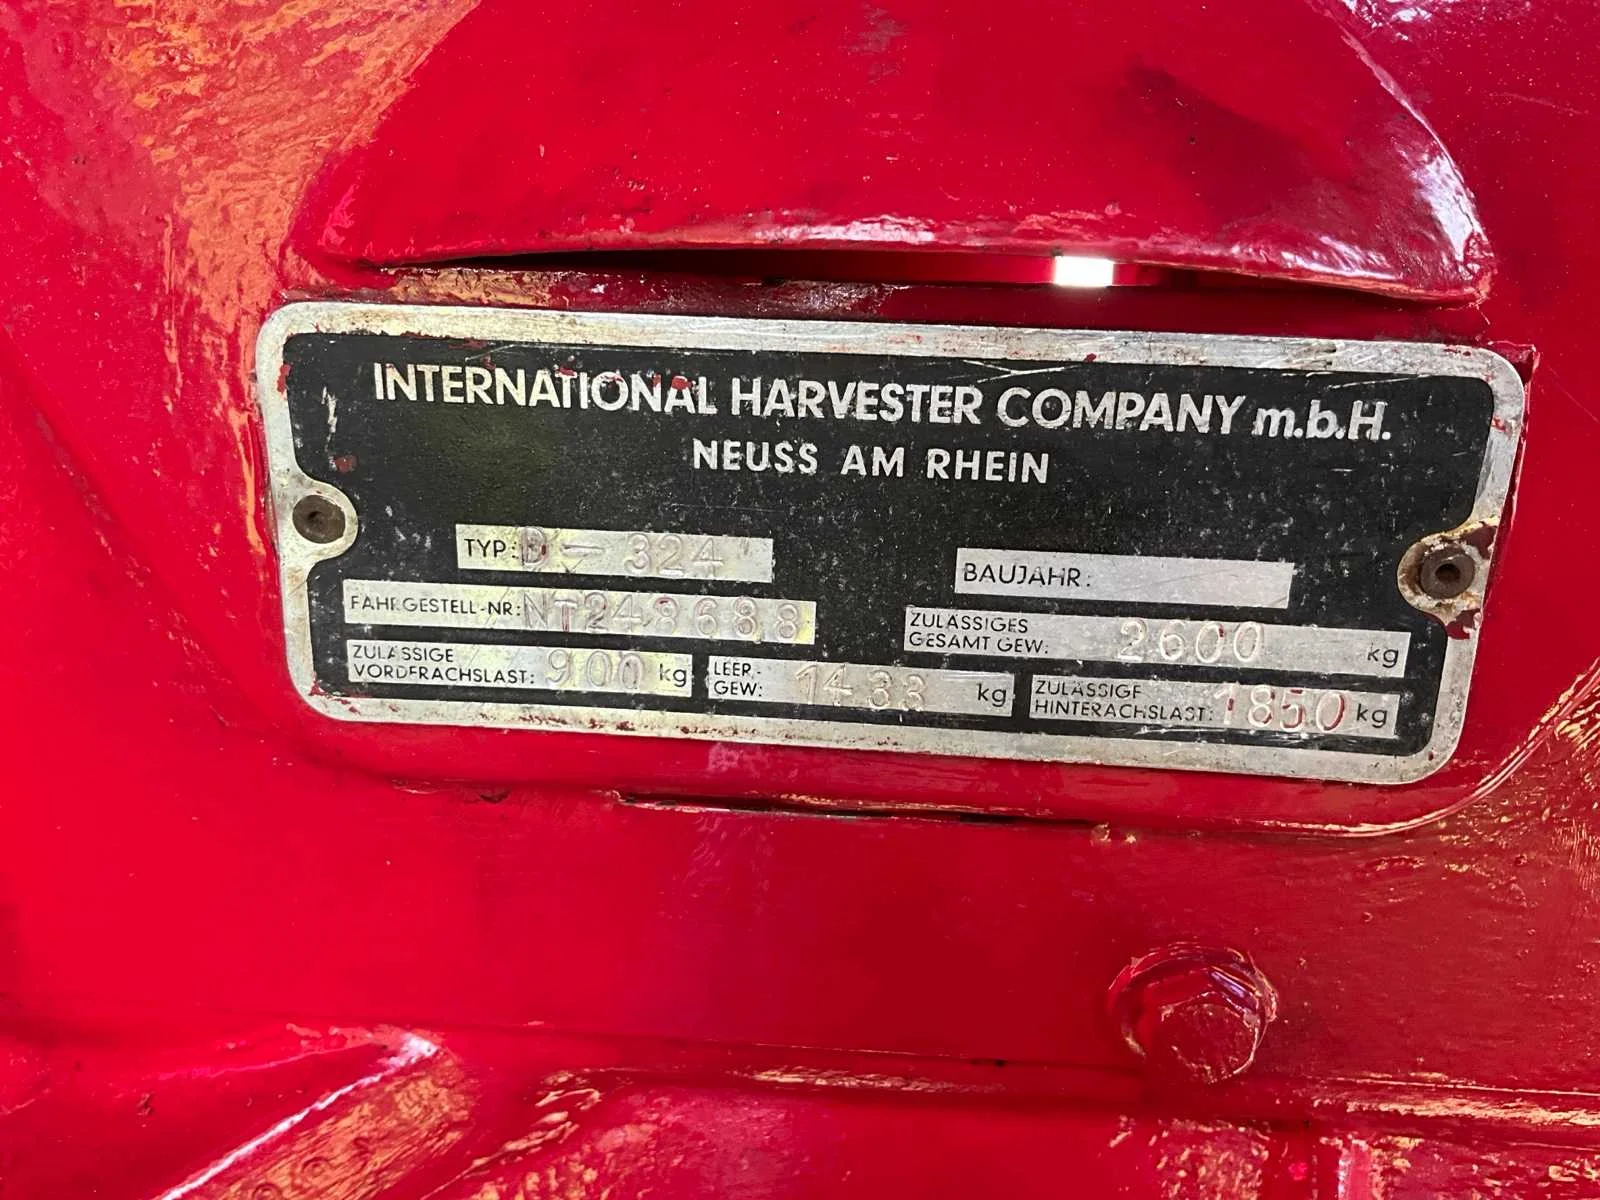 INTERNATIONAL HARVESTER COMPANY m.b.H.
NEUSS AM RHEIN
TYP: D-324
BAUJAHR:
FAHRGESTELL-NR: NT248688
ZULÄSSIGES
GESAMT GEW: 2600 kg
ZULÄSSIGE
VORDERACHSLAST: 900 kg
LEER-
GEW: 1433 kg
ZULÄSSIGE
HINTERACHSLAST: 1850 kg